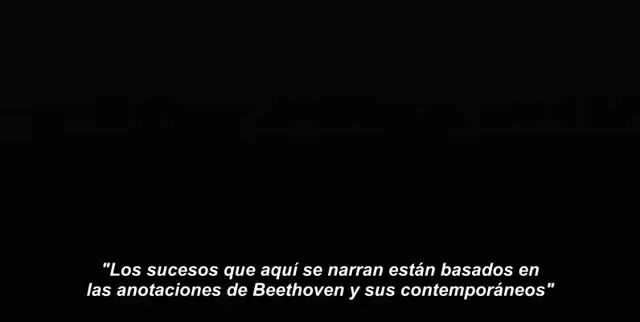 "Los sucesos que aquí se narran están basados en
las anotaciones de Beethoven y sus contemporáneos"